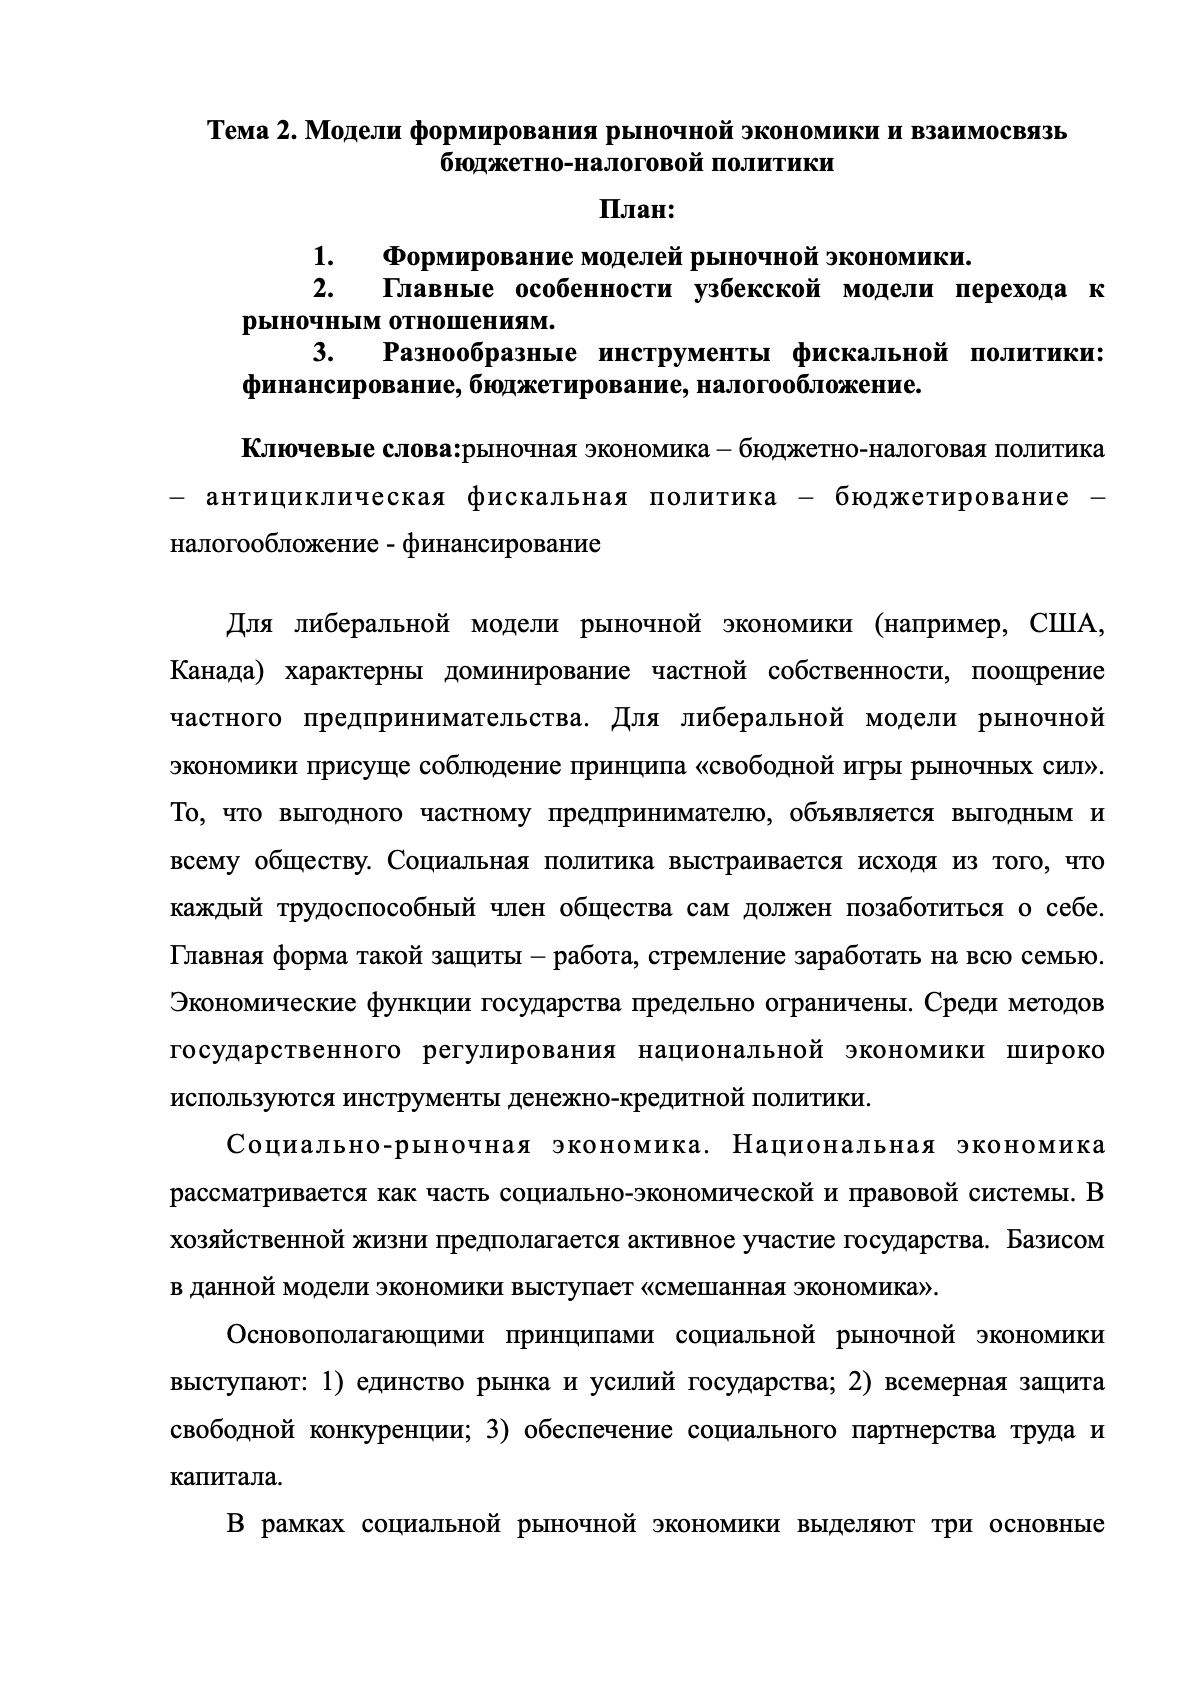 Тема 2. Модели формирования рыночной экономики и взаимосвязь
бюджетно-налоговой политики
План:
1. Формирование моделей рыночной экономики.
2. Главные особенности узбекской модели перехода к
рыночным отношениям.
3. Разнообразные инструменты фискальной политики:
финансирование, бюджетирование, налогообложение.
Ключевые слова:рыночная экономика – бюджетно-налоговая политика
– антициклическая фискальная политика – бюджетирование –
налогообложение - финансирование
Для либеральной модели рыночной экономики (например, США,
Канада) характерны доминирование частной собственности, поощрение
частного предпринимательства. Для либеральной модели рыночной
экономики присуще соблюдение принципа «свободной игры рыночных сил».
То, что выгодного частному предпринимателю, объявляется выгодным и
всему обществу. Социальная политика выстраивается исходя из того, что
каждый трудоспособный член общества сам должен позаботиться о себе.
Главная форма такой защиты – работа, стремление заработать на всю семью.
Экономические функции государства предельно ограничены. Среди методов
государственного регулирования национальной экономики широко
используются инструменты денежно-кредитной политики.
Социально-рыночная экономика. Национальная экономика
рассматривается как часть социально-экономической и правовой системы. В
хозяйственной жизни предполагается активное участие государства. Базисом
в данной модели экономики выступает «смешанная экономика».
Основополагающими принципами социальной рыночной экономики
выступают: 1) единство рынка и усилий государства; 2) всемерная защита
свободной конкуренции; 3) обеспечение социального партнерства труда и
капитала.
В рамках социальной рыночной экономики выделяют три основные